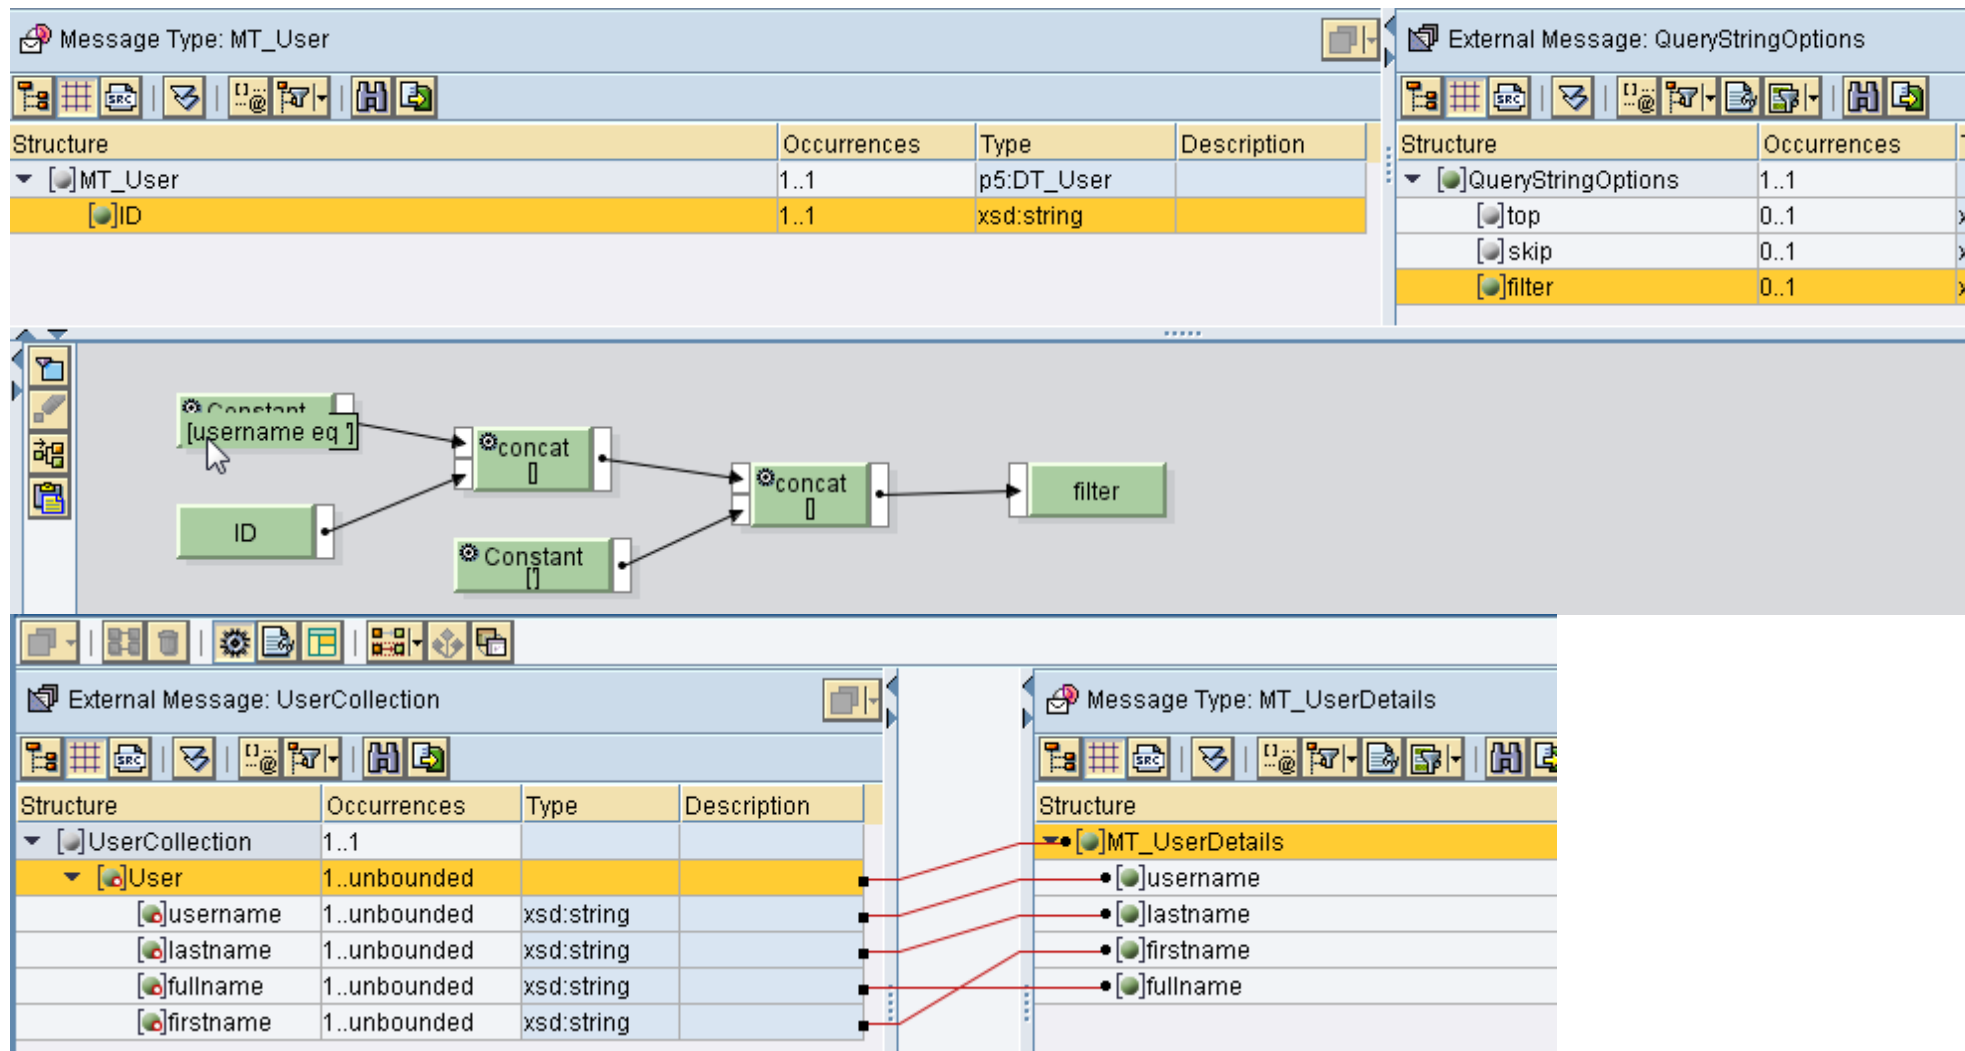 Message Type: MT_User
External Message: QueryStringOptions
SRC
SRC
Structure Occurrences Type Description
Structure Occurrences
MT_User 1..1 p5:DT_User
QueryStringOptions 1..1
ID 1..1 xsd:string
top 0..1
skip 0..1
filter 0..1
Constant
[username eq ']
concat
[]
ID
Constant
[']
concat
[]
filter
External Message: UserCollection
Message Type: MT_UserDetails
SRC
SRC
Structure Occurrences Type Description
Structure
UserCollection 1..1
MT_UserDetails
User 1..unbounded
username
username 1..unbounded xsd:string
lastname
lastname 1..unbounded xsd:string
firstname
fullname 1..unbounded xsd:string
fullname
firstname 1..unbounded xsd:string